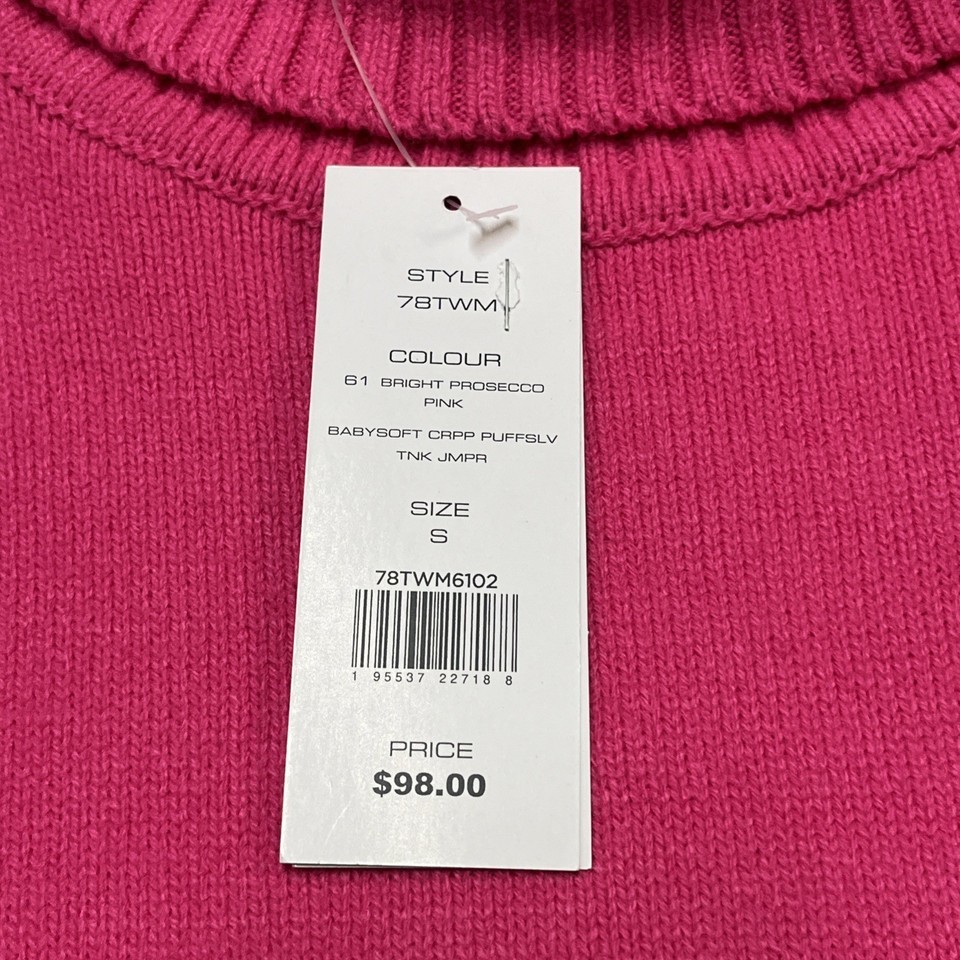 STYLE
78TWM
COLOUR
61 BRIGHT PROSECCO
PINK
BABYSOFT CRPP PUFFSLV
TNK JMPR
SIZE
S
78TWM6102
1 95537 22718 8
PRICE
$98.00